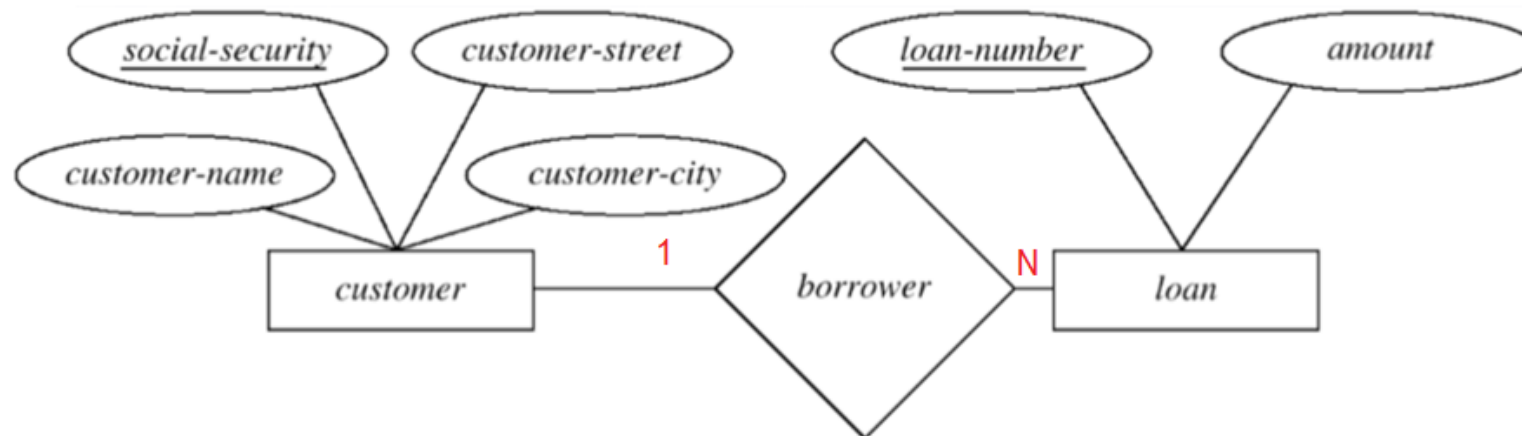 social-security
customer-street
loan-number
amount
customer-name
customer-city
1
N
customer
borrower
loan